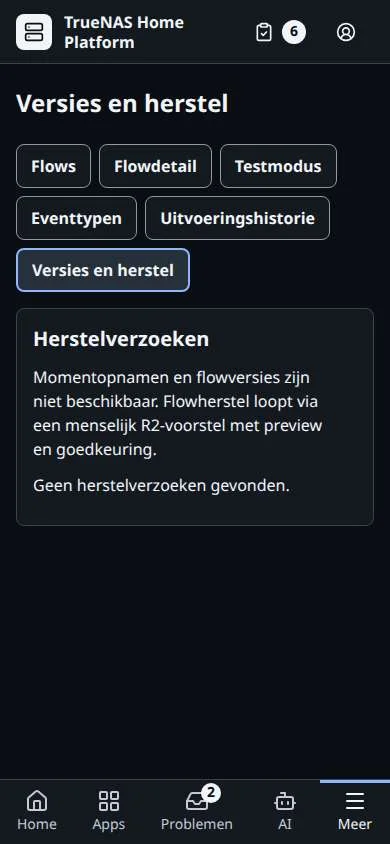 TrueNAS Home
Platform
6
Versies en herstel
Flows
Flowdetail
Testmodus
Eventtypen
Uitvoeringshistorie
Versies en herstel
Herstelverzoeken
Momentopnamen en flowversies zijn
niet beschikbaar. Flowherstel loopt via
een menselijk R2-voorstel met preview
en goedkeuring.
Geen herstelverzoeken gevonden.
2
Home
Apps
Problemen
AI
Meer